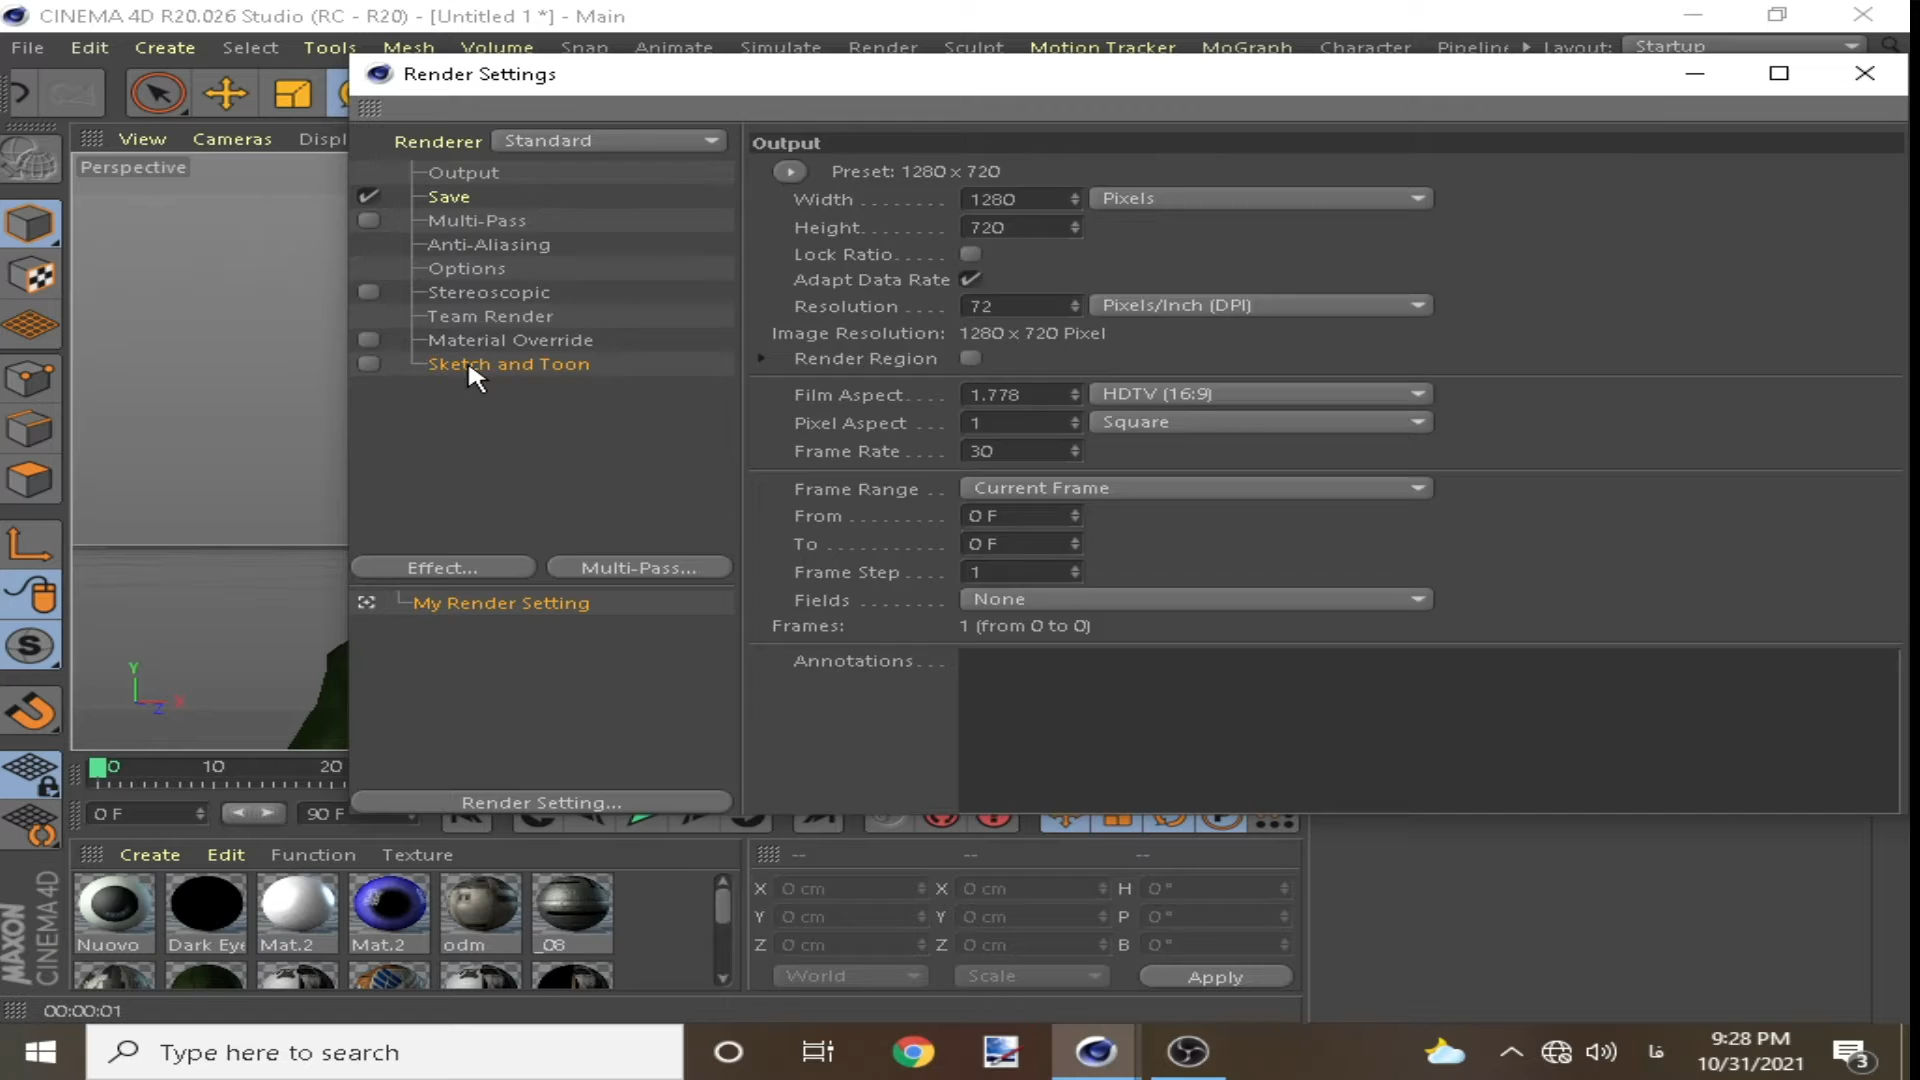 CINEMA 4D R20.026 Studio (RC - R20) - [Untitled 1 *] - Main
File Edit Create Select Tools Mesh Volume Snap Animate Simulate Render Sculpt Motion Tracker MoGraph Character Pipeline Layout: Startup
Render Settings
View Cameras Displ
Perspective
Renderer Standard
Output
Save
Multi-Pass
Anti-Aliasing
Options
Stereoscopic
Team Render
Material Override
Sketch and Toon
Effect... Multi-Pass...
My Render Setting
Render Setting...
Output
Preset: 1280 x 720
Width 1280 Pixels
Height 720
Lock Ratio
Adapt Data Rate
Resolution 72 Pixels/Inch (DPI)
Image Resolution: 1280 x 720 Pixel
Render Region
Film Aspect 1.778 HDTV (16:9)
Pixel Aspect 1 Square
Frame Rate 30
Frame Range Current Frame
From 0 F
To 0 F
Frame Step 1
Fields None
Frames: 1 (from 0 to 0)
Annotations
Y
X
Z
0 10 20
0 F 90 F
Create Edit Function Texture
Nuovo Dark Eye Mat.2 Mat.2 odm _08
-- -- --
X 0 cm X 0 cm H 0 °
Y 0 cm Y 0 cm P 0 °
Z 0 cm Z 0 cm B 0 °
World Scale Apply
MAXON CINEMA4D
00:00:01
Type here to search
فا
9:28 PM
10/31/2021
3